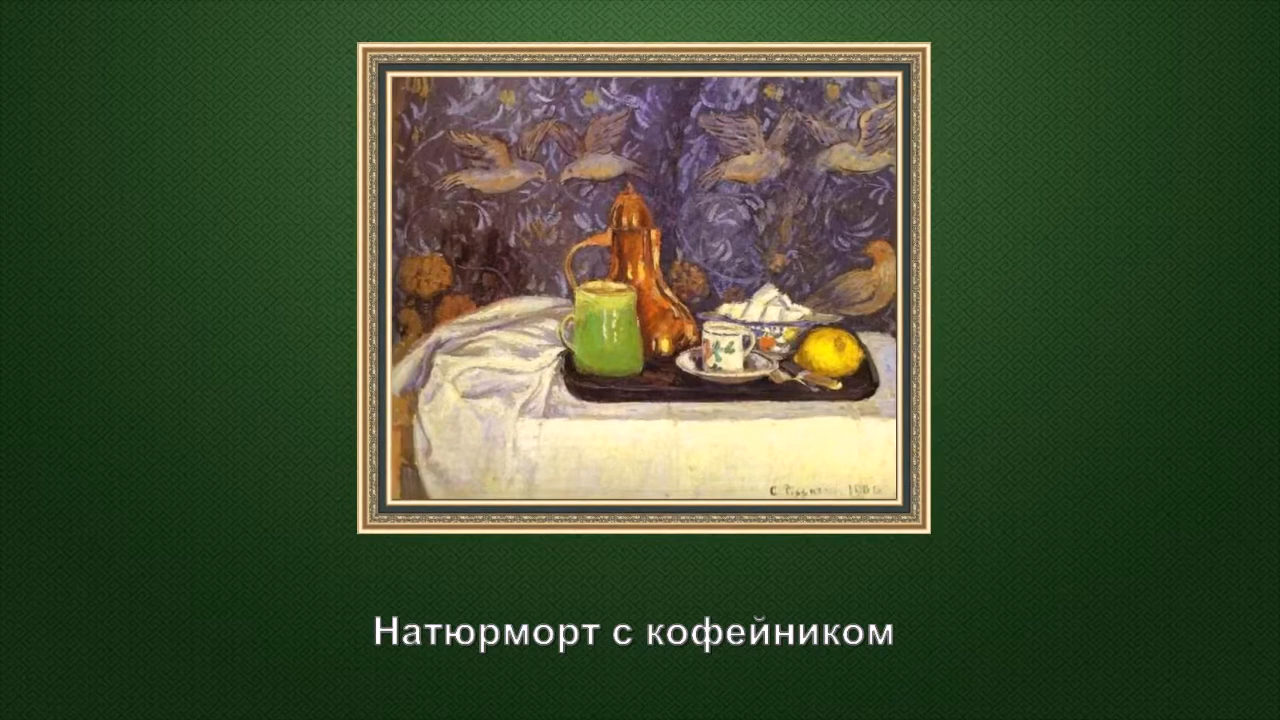 Натюрморт с кофейником